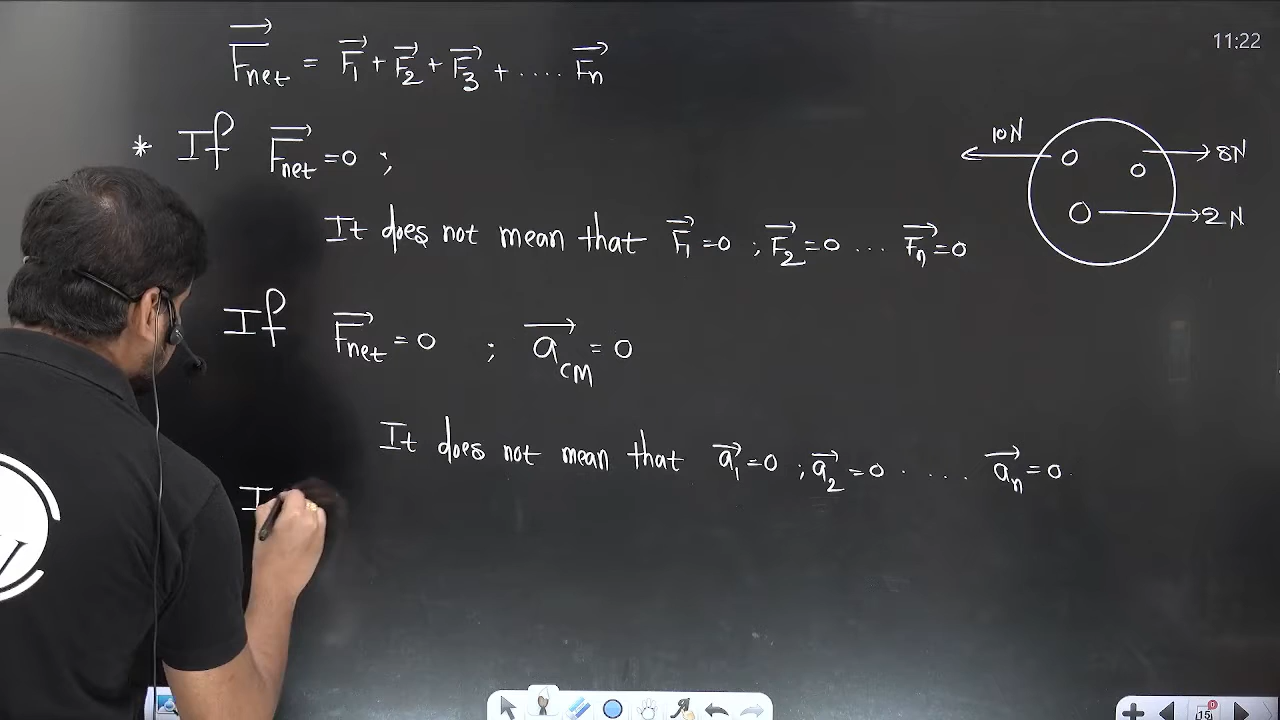 11:22
F⃗net = F⃗1 + F⃗2 + F⃗3 + .... F⃗n
* If F⃗net = 0 ;
10N
8N
2N
It does not mean that F⃗1 = 0 ; F⃗2 = 0 ... F⃗n = 0
If F⃗net = 0 ; a⃗CM = 0
It does not mean that a⃗1 = 0 ; a⃗2 = 0 . ... a⃗n = 0.
I